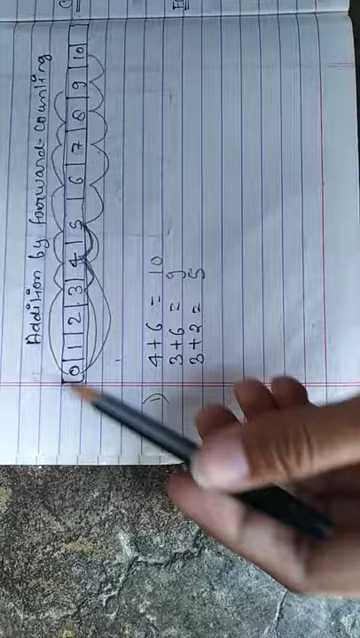 Addition by forward counting
0 1 2 3 4 5 6 7 8 9 10
) 4+6 = 10
3+6 = 9
3+2 = 5